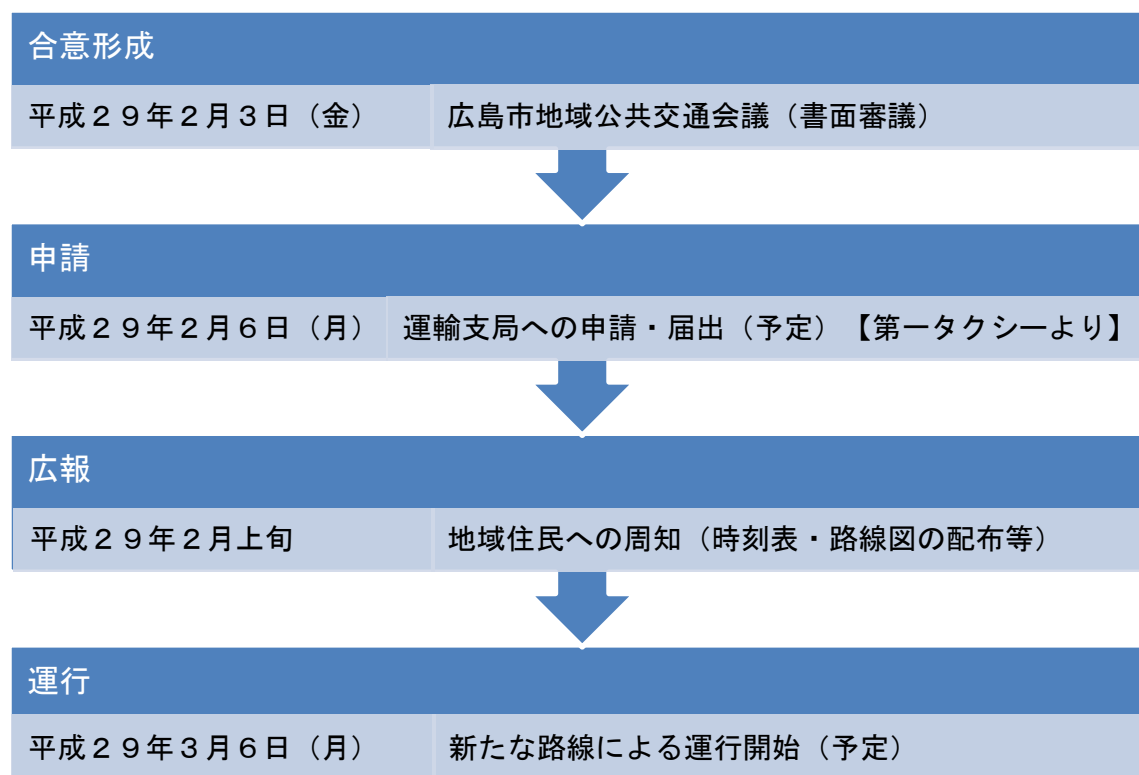 合意形成
平成２９年２月３日（金） 広島市地域公共交通会議（書面審議）
申請
平成２９年２月６日（月） 運輸支局への申請・届出（予定）【第一タクシーより】
広報
平成２９年２月上旬 地域住民への周知（時刻表・路線図の配布等）
運行
平成２９年３月６日（月） 新たな路線による運行開始（予定）